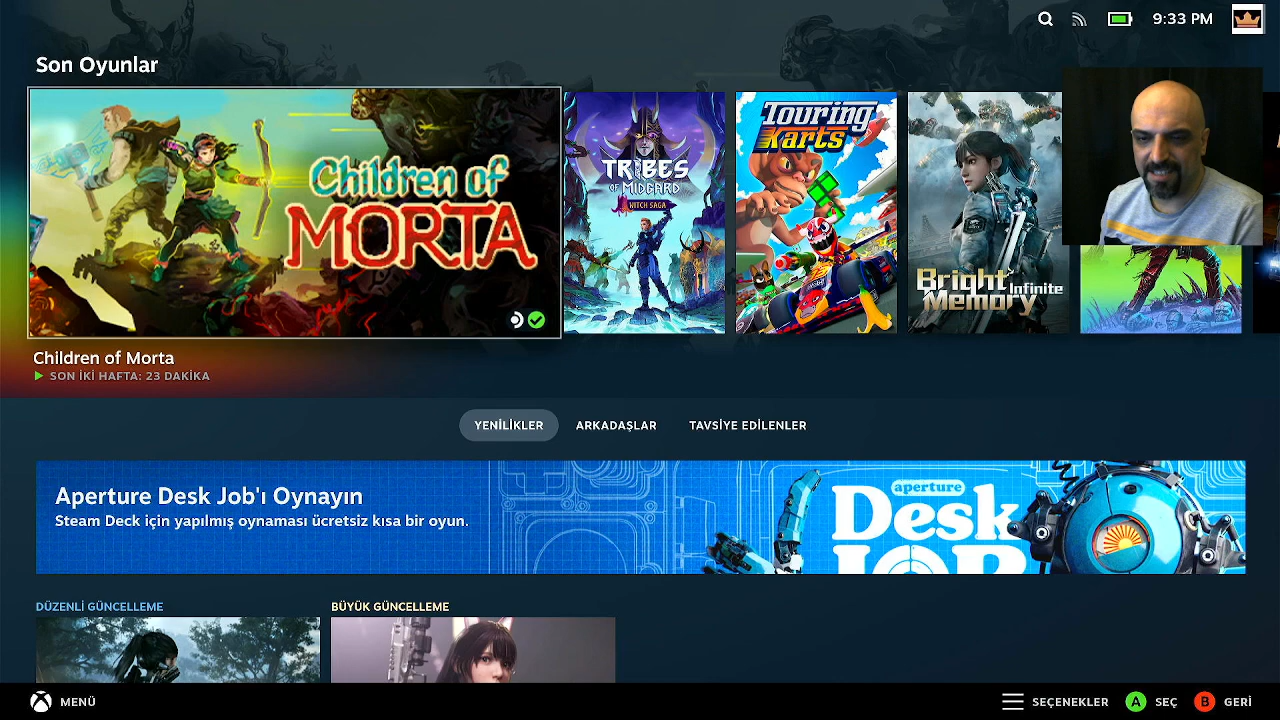 9:33 PM
Son Oyunlar
Children of
MORTA
TRIBES
OF MIDGARD
WITCH SAGA
Touring
Karts
Bright
Memory
Infinite
Children of Morta
SON İKİ HAFTA: 23 DAKİKA
YENİLİKLER
ARKADAŞLAR
TAVSİYE EDİLENLER
Aperture Desk Job'ı Oynayın
Steam Deck için yapılmış oynaması ücretsiz kısa bir oyun.
aperture
Desk
JOB
DÜZENLİ GÜNCELLEME
BÜYÜK GÜNCELLEME
MENÜ
SEÇENEKLER
A SEÇ
B GERİ